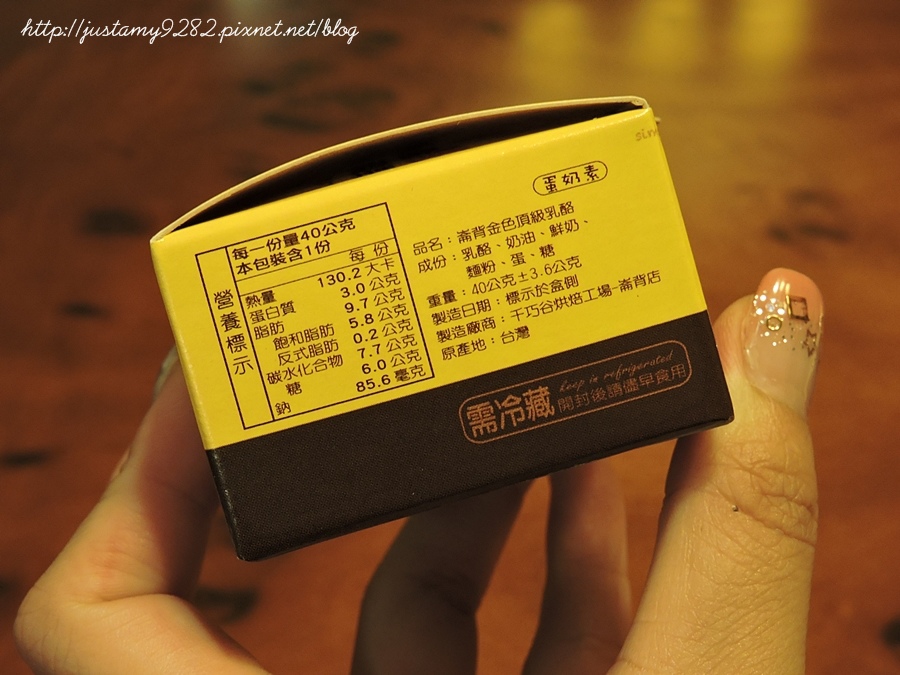 http://justamy9282.pixnet.net/blog
蛋奶素
營養標示
每一份量40公克
本包裝含1份
每 份
熱量 130.2 大卡
蛋白質 3.0 公克
脂肪 9.7 公克
飽和脂肪 5.8 公克
反式脂肪 0.2 公克
碳水化合物 7.7 公克
糖 6.0 公克
鈉 85.6 毫克
品名：崙背金色頂級乳酪
成份：乳酪、奶油、鮮奶、
麵粉、蛋、糖
重量：40公克±3.6公克
製造日期：標示於盒側
製造廠商：千巧谷烘焙工場-崙背店
原產地：台灣
需冷藏
keep in refrigerated
開封後請儘早食用